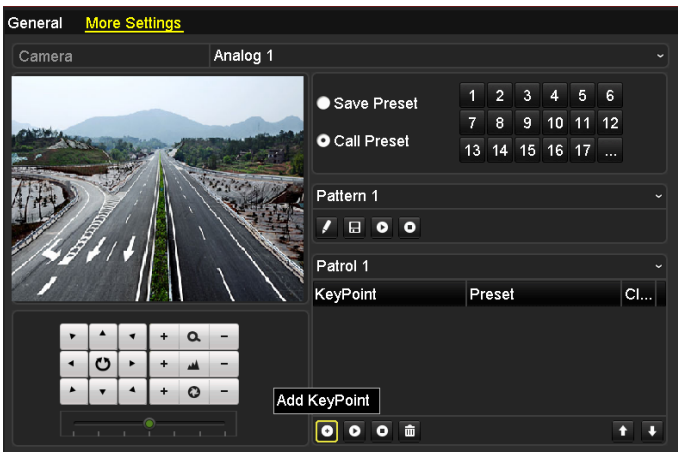 General More Settings
Camera Analog 1
Save Preset 1 2 3 4 5 6
Call Preset 7 8 9 10 11 12
13 14 15 16 17 ...
Pattern 1
Patrol 1
KeyPoint Preset Cl...
Add KeyPoint